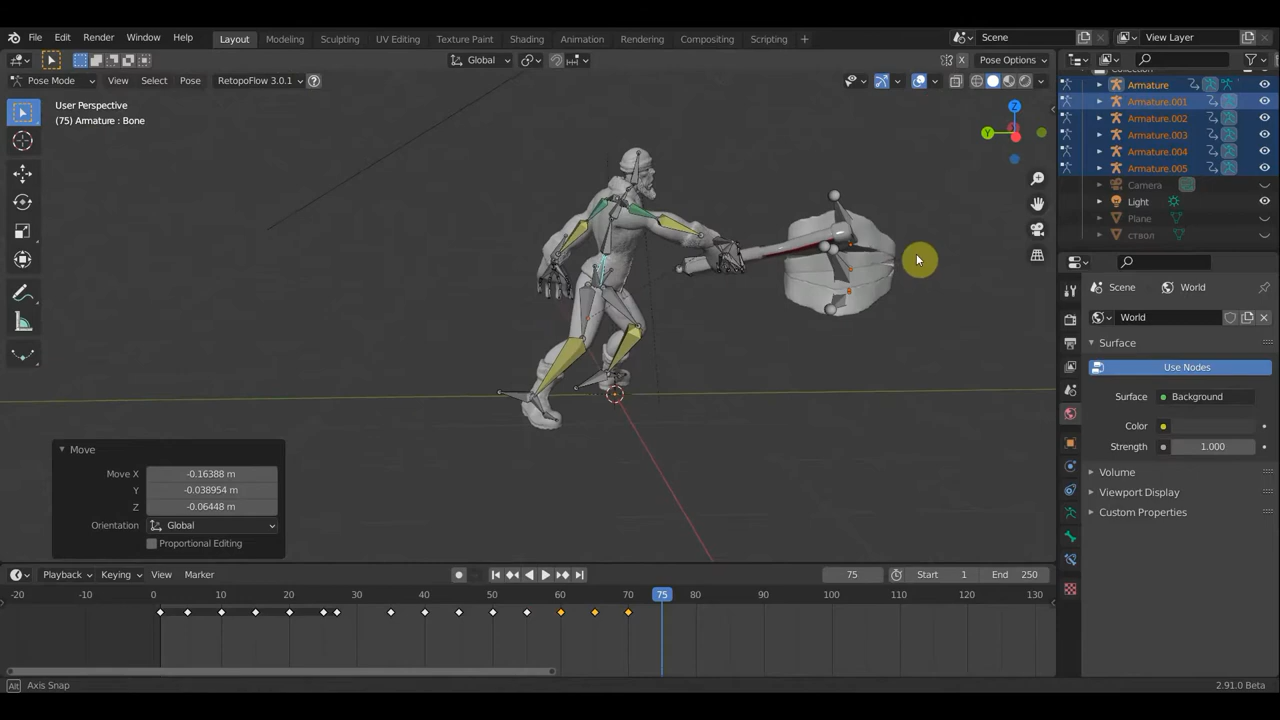 File Edit Render Window Help Layout Modeling Sculpting UV Editing Texture Paint Shading Animation Rendering Compositing Scripting + Scene View Layer
Global
Pose Mode View Select Pose RetopoFlow 3.0.1 Pose Options
User Perspective
(75) Armature : Bone
Z
Y
Collection
Armature
Armature.001
Armature.002
Armature.003
Armature.004
Armature.005
Camera
Light
Plane
ствол
Scene World
World
Surface
Use Nodes
Surface Background
Color
Strength 1.000
Volume
Viewport Display
Custom Properties
Move
Move X -0.16388 m
Y -0.038954 m
Z -0.06448 m
Orientation Global
Proportional Editing
Playback Keying View Marker 75 Start 1 End 250
-20 -10 0 10 20 30 40 50 60 70 75 80 90 100 110 120 130
Alt Axis Snap 2.91.0 Beta